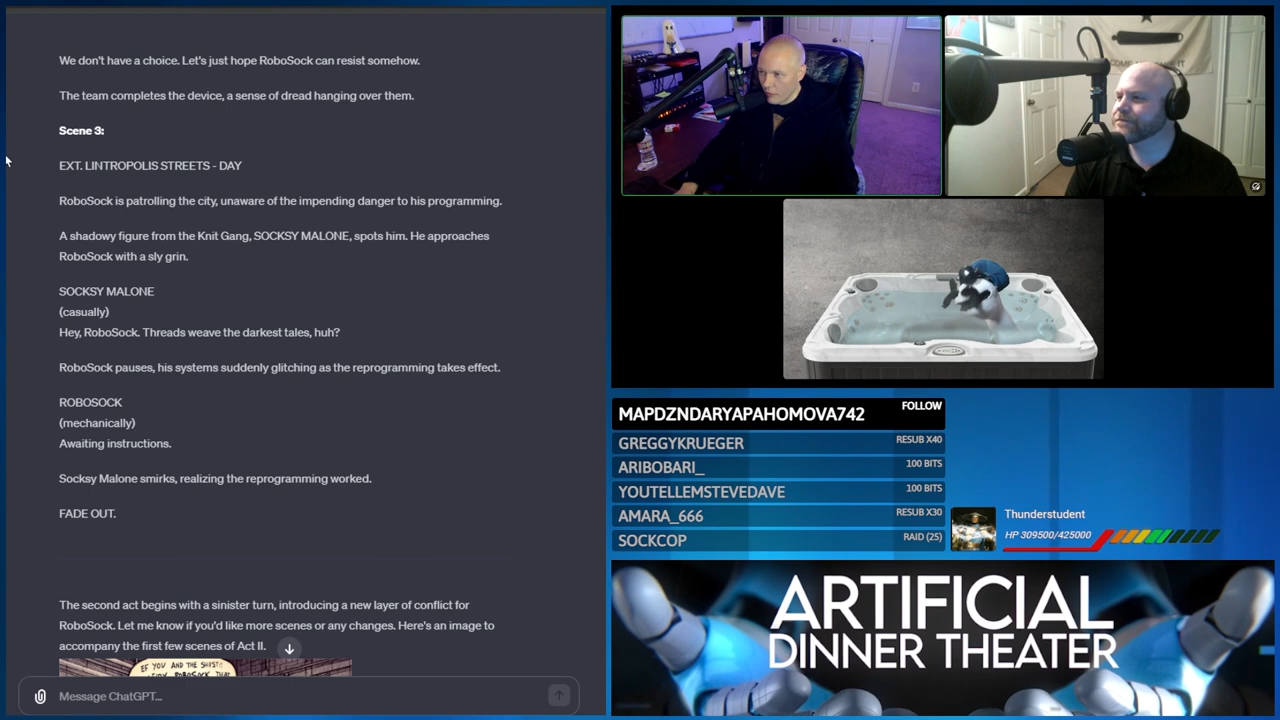 We don't have a choice. Let's just hope RoboSock can resist somehow.
The team completes the device, a sense of dread hanging over them.
Scene 3:
EXT. LINTROPOLIS STREETS - DAY
RoboSock is patrolling the city, unaware of the impending danger to his programming.
A shadowy figure from the Knit Gang, SOCKSY MALONE, spots him. He approaches
RoboSock with a sly grin.
SOCKSY MALONE
(casually)
Hey, RoboSock. Threads weave the darkest tales, huh?
RoboSock pauses, his systems suddenly glitching as the reprogramming takes effect.
ROBOSOCK
(mechanically)
Awaiting instructions.
Socksy Malone smirks, realizing the reprogramming worked.
FADE OUT.
The second act begins with a sinister turn, introducing a new layer of conflict for
RoboSock. Let me know if you'd like more scenes or any changes. Here's an image to
accompany the first few scenes of Act II.
EF YOU AND THE
Message ChatGPT...
MAPDZNDARYAPAHOMOVA742 FOLLOW
GREGGYKRUEGER RESUB X40
ARIBOBARI_ 100 BITS
YOUTELLEMSTEVEDAVE 100 BITS
AMARA_666 RESUB X30
SOCKCOP RAID (25)
Thunderstudent
HP 309500/425000
ARTIFICIAL
DINNER THEATER